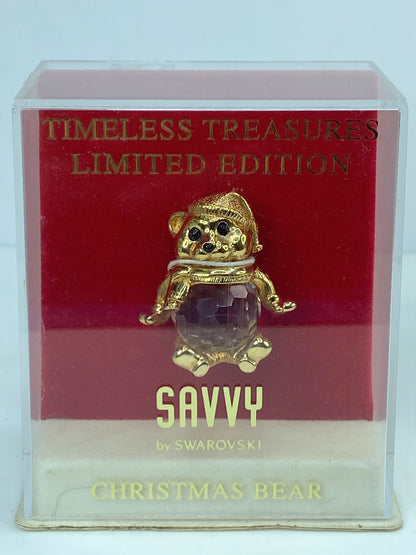 TIMELESS TREASURES
LIMITED EDITION
SAVVY
by SWAROVSKI
CHRISTMAS BEAR